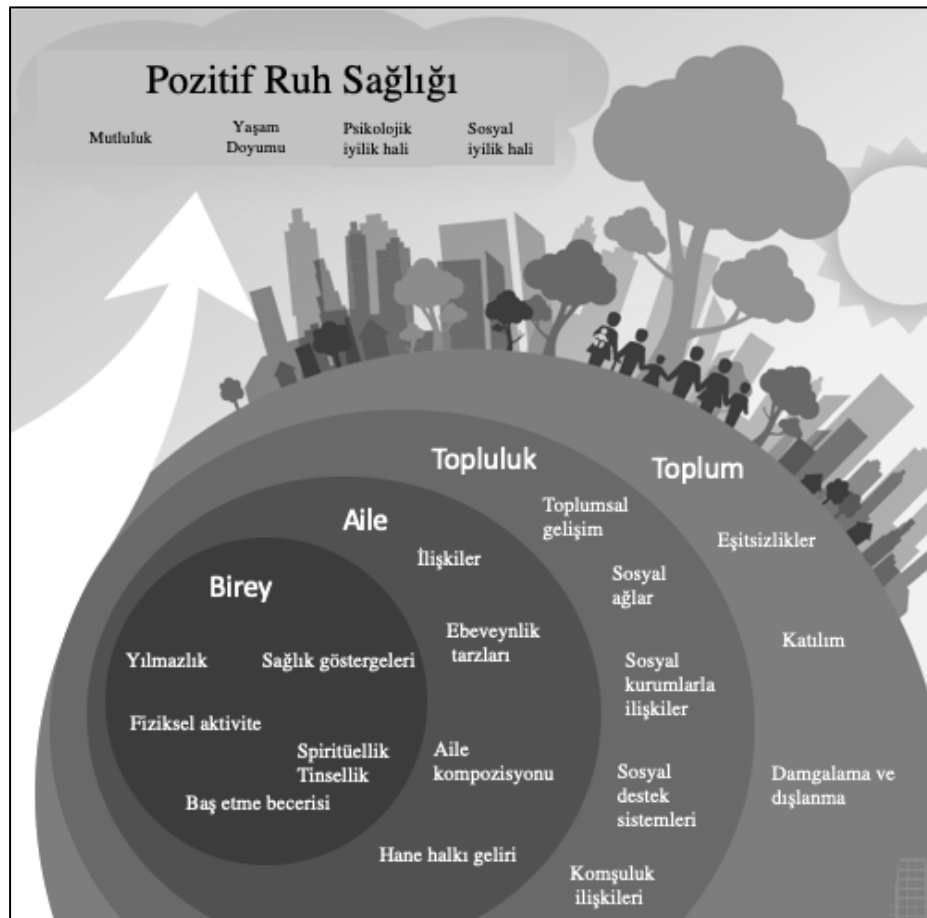 Pozitif Ruh Sağlığı
Mutluluk
Yaşam
Doyumu
Psikolojik
iyilik hali
Sosyal
iyilik hali
Topluluk
Toplum
Aile
Birey
Toplumsal
gelişim
Eşitsizlikler
İlişkiler
Sosyal
ağlar
Ebeveynlik
tarzları
Katılım
Yılmazlık
Sağlık göstergeleri
Sosyal
kurumlarla
ilişkiler
Fiziksel aktivite
Spiritüellik
Tinsellik
Aile
kompozisyonu
Sosyal
destek
sistemleri
Damgalama ve
dışlanma
Baş etme becerisi
Hane halkı geliri
Komşuluk
ilişkileri